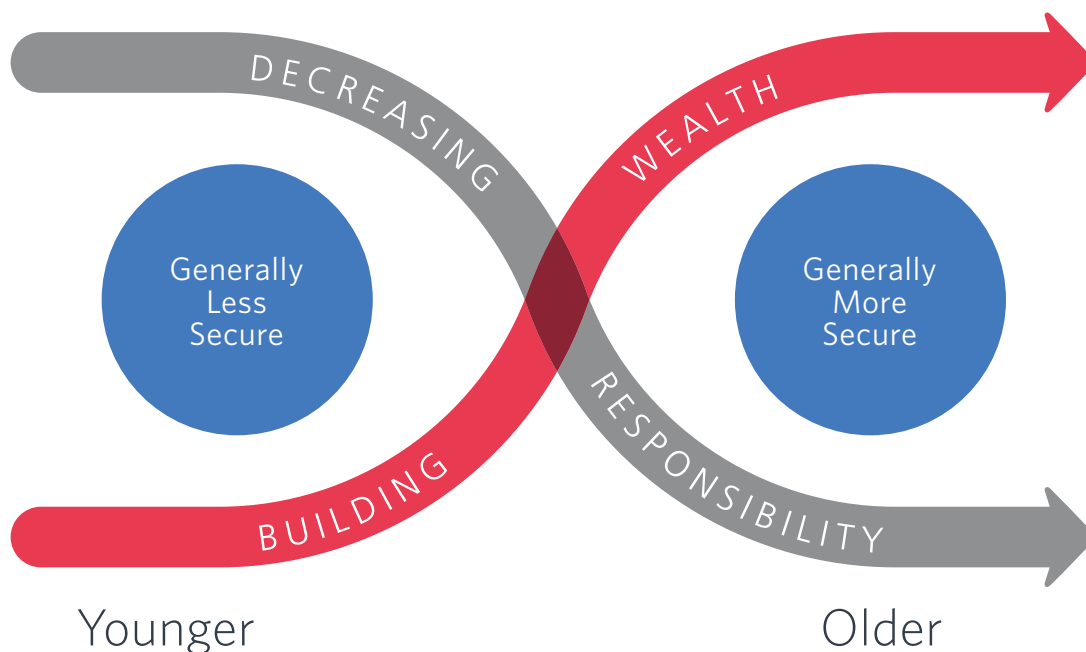 DECREASING
WEALTH
Generally
Less
Secure
Generally
More
Secure
BUILDING
RESPONSIBILITY
Younger
Older